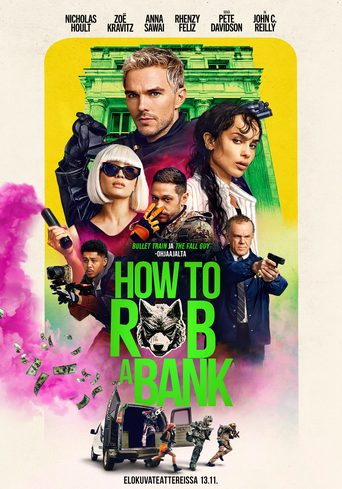 NICHOLAS HOULT
ZOË KRAVITZ
ANNA SAWAI
RHENZY FELIZ
SEKÄ PETE DAVIDSON
JA JOHN C. REILLY
BULLET TRAIN JA THE FALL GUY
-OHJAAJALTA
HOW TO
ROB
A BANK
ELOKUVATEATTEREISSA 13.11.